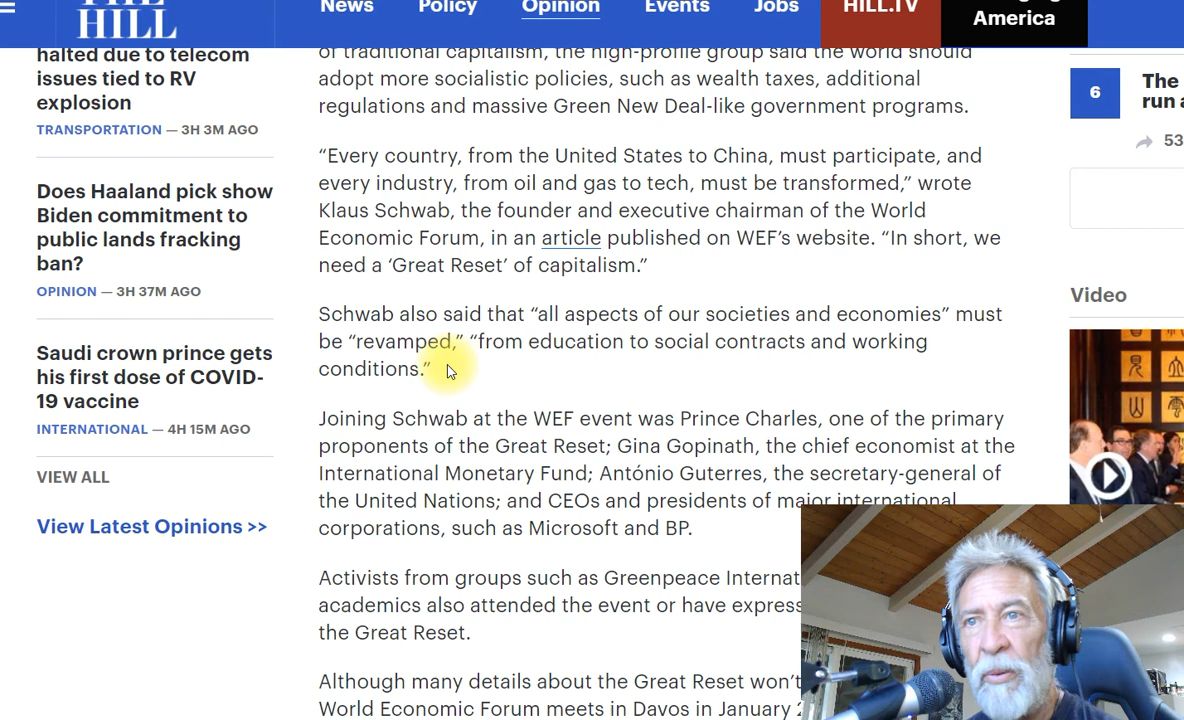 THE
HILL
News
Policy
Opinion
Events
Jobs
HILL.TV
America
halted due to telecom
issues tied to RV
explosion
TRANSPORTATION — 3H 3M AGO
Does Haaland pick show
Biden commitment to
public lands fracking
ban?
OPINION — 3H 37M AGO
Saudi crown prince gets
his first dose of COVID-
19 vaccine
INTERNATIONAL — 4H 15M AGO
VIEW ALL
View Latest Opinions >>
of traditional capitalism, the high-profile group said the world should
adopt more socialistic policies, such as wealth taxes, additional
regulations and massive Green New Deal-like government programs.
“Every country, from the United States to China, must participate, and
every industry, from oil and gas to tech, must be transformed,” wrote
Klaus Schwab, the founder and executive chairman of the World
Economic Forum, in an article published on WEF’s website. “In short, we
need a ‘Great Reset’ of capitalism.”
Schwab also said that “all aspects of our societies and economies” must
be “revamped,” “from education to social contracts and working
conditions.”
Joining Schwab at the WEF event was Prince Charles, one of the primary
proponents of the Great Reset; Gina Gopinath, the chief economist at the
International Monetary Fund; António Guterres, the secretary-general of
the United Nations; and CEOs and presidents of major international
corporations, such as Microsoft and BP.
Activists from groups such as Greenpeace Internat
academics also attended the event or have express
the Great Reset.
Although many details about the Great Reset won’t
World Economic Forum meets in Davos in January 2
6
The
run a
53
Video